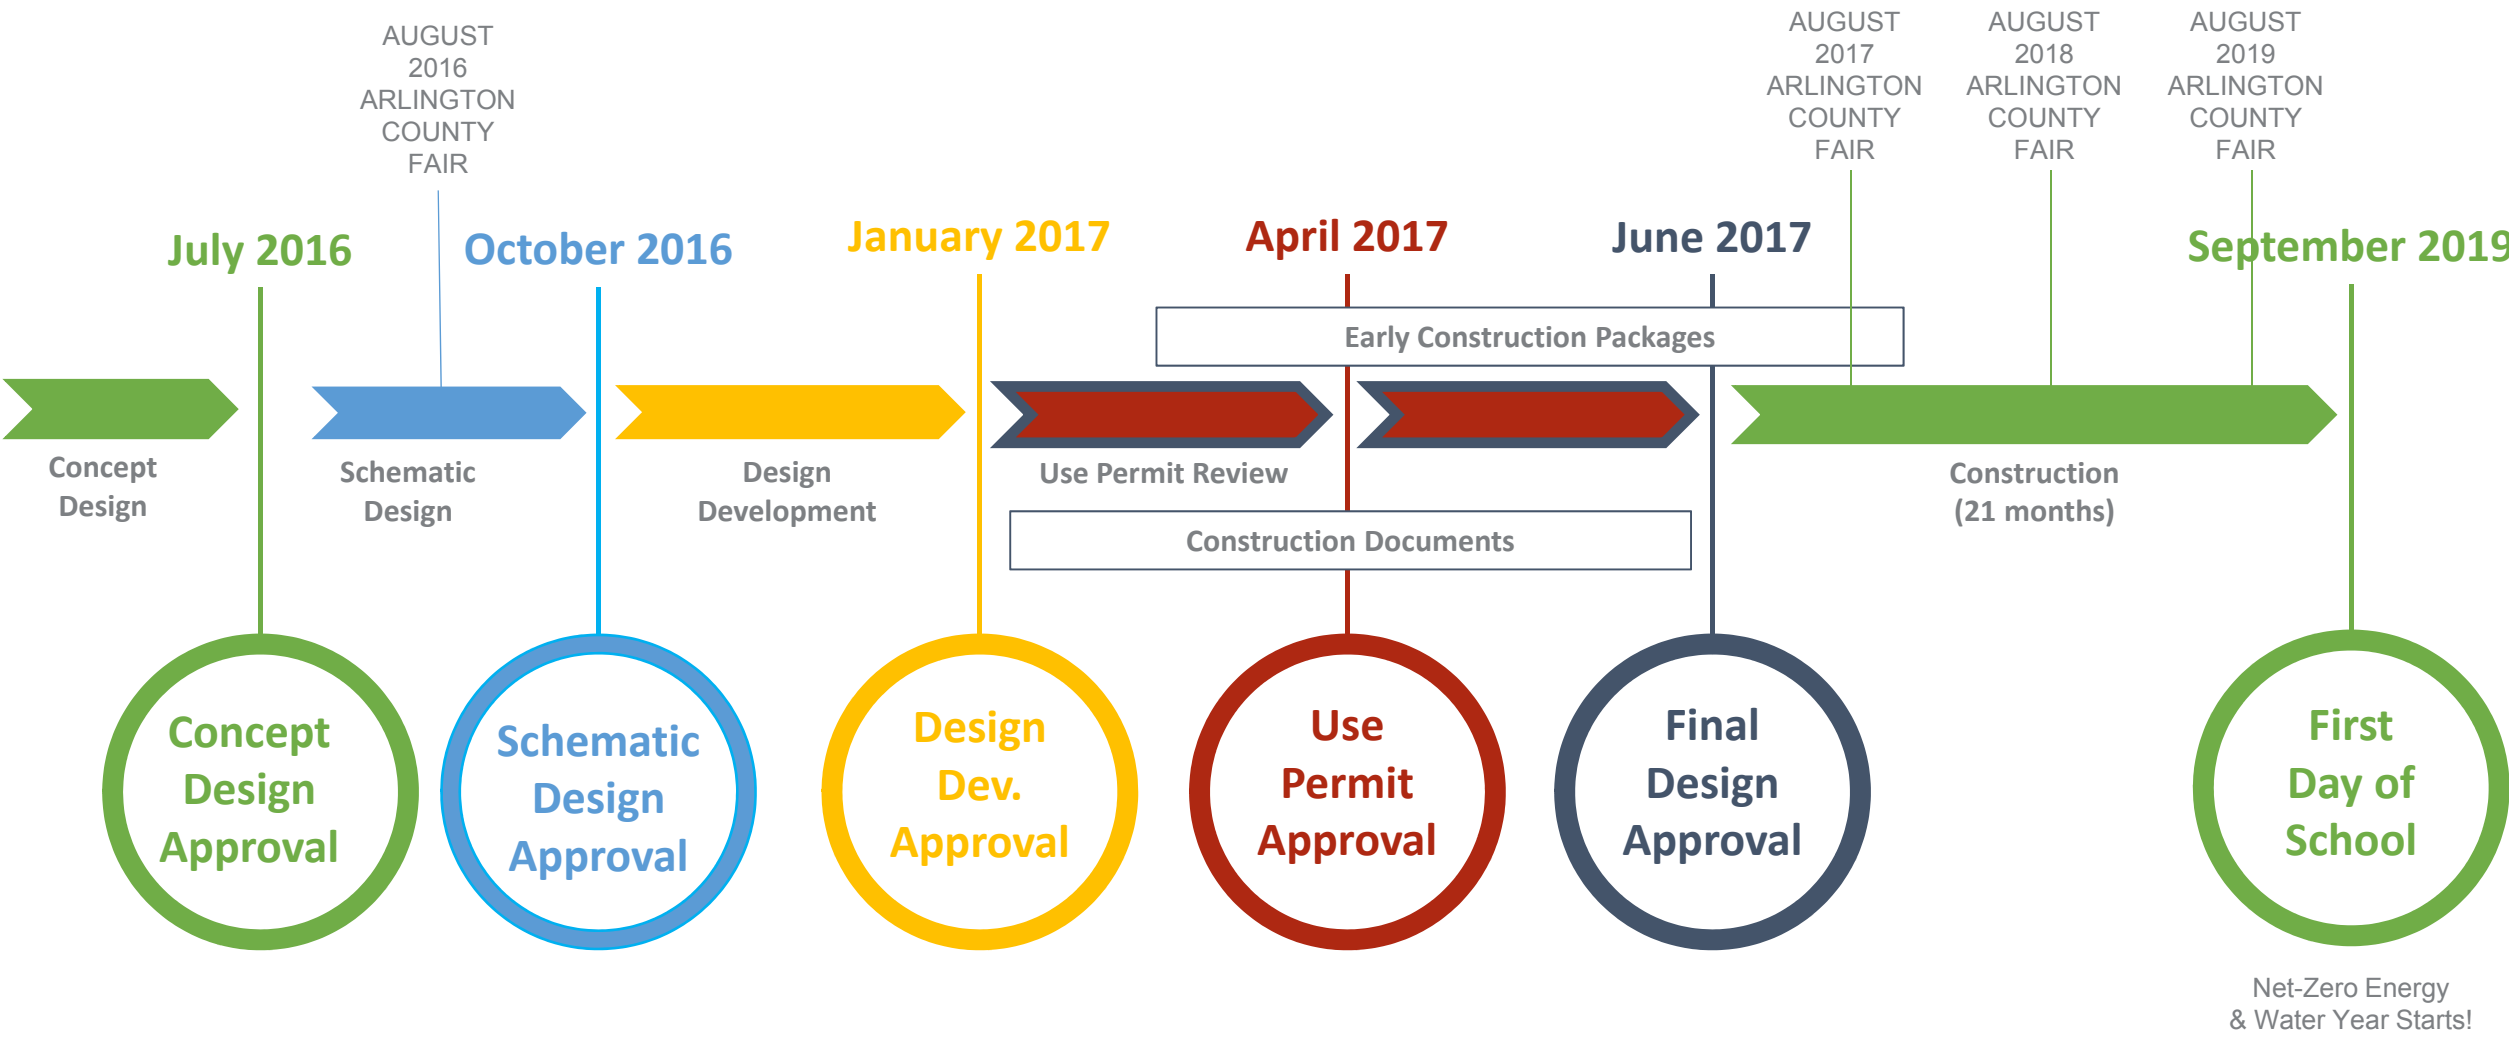 AUGUST
2016
ARLINGTON
COUNTY
FAIR
AUGUST
2017
ARLINGTON
COUNTY
FAIR
AUGUST
2018
ARLINGTON
COUNTY
FAIR
AUGUST
2019
ARLINGTON
COUNTY
FAIR
July 2016
October 2016
January 2017
April 2017
June 2017
September 2019
Early Construction Packages
Concept
Design
Schematic
Design
Design
Development
Use Permit Review
Construction
(21 months)
Construction Documents
Concept
Design
Approval
Schematic
Design
Approval
Design
Dev.
Approval
Use
Permit
Approval
Final
Design
Approval
First
Day of
School
Net-Zero Energy
& Water Year Starts!